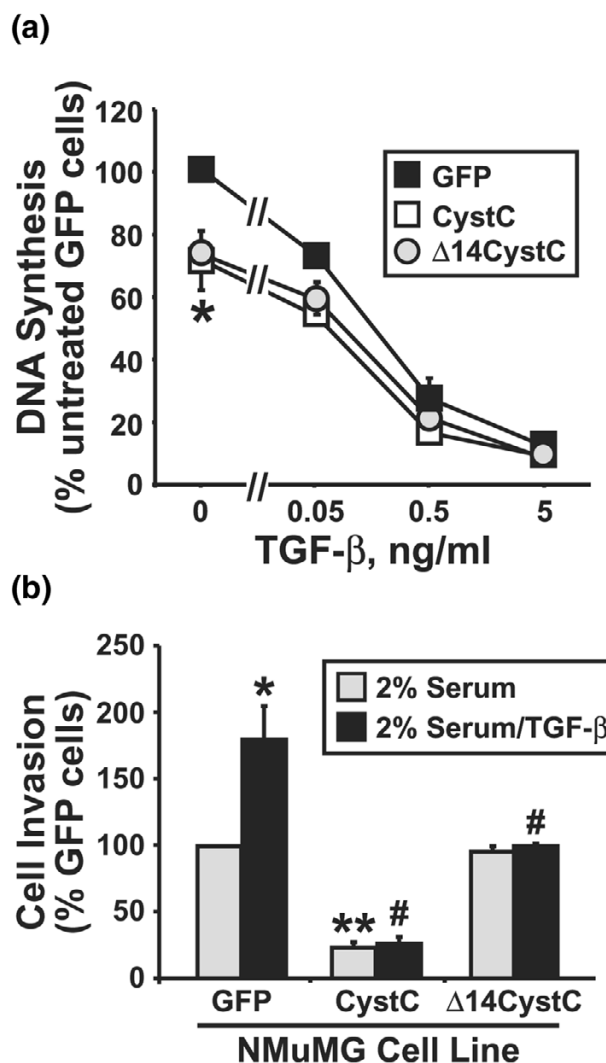 (a)
DNA Synthesis
(% untreated GFP cells)
120
100
80
60
40
20
0
GFP
CystC
Δ14CystC
*
//
//
//
0
0.05
0.5
5
TGF-β, ng/ml
(b)
Cell Invasion
(% GFP cells)
250
200
150
100
50
0
2% Serum
2% Serum/TGF-β
*
**
#
#
GFP
CystC
Δ14CystC
NMuMG Cell Line